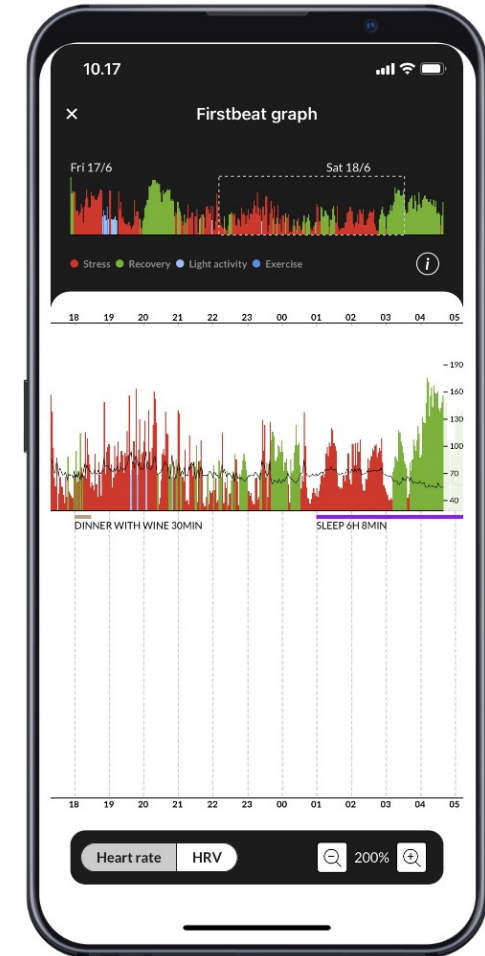 10.17
× Firstbeat graph
Fri 17/6 Sat 18/6
Stress Recovery Light activity Exercise i
18 19 20 21 22 23 00 01 02 03 04 05
190
160
130
100
70
40
DINNER WITH WINE 30MIN SLEEP 6H 8MIN
18 19 20 21 22 23 00 01 02 03 04 05
Heart rate HRV 200%